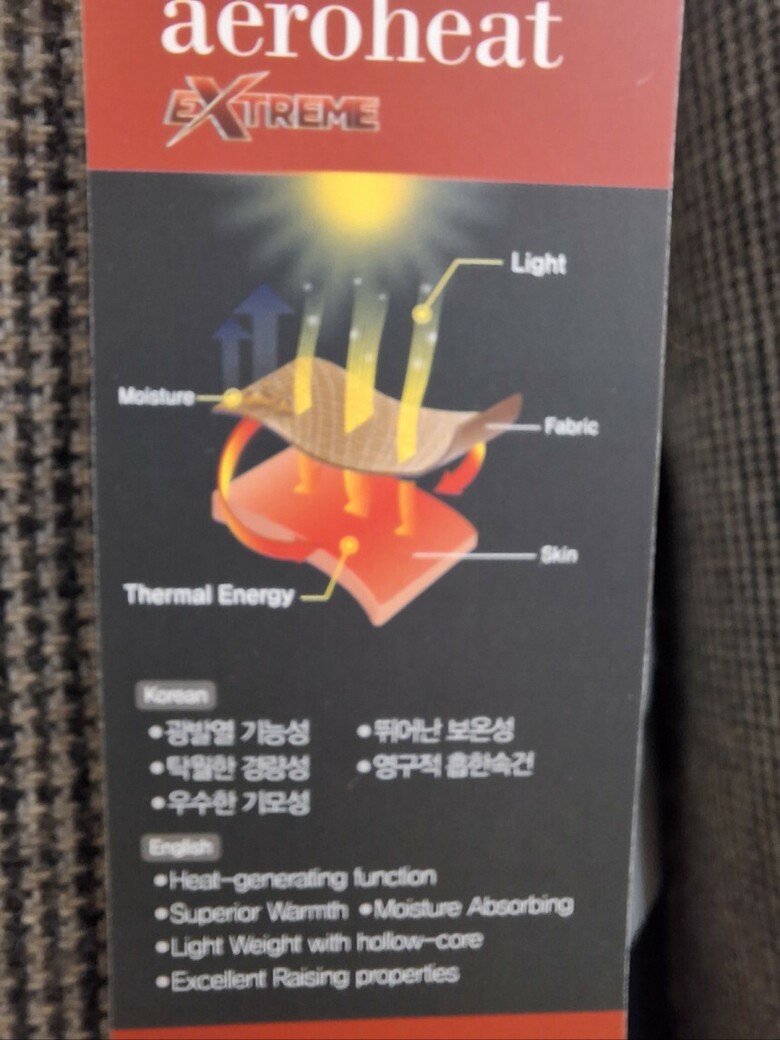 aeroheat
EXTREME
Light
Moisture
Fabric
Skin
Thermal Energy
Korean
•광발열 기능성 •뛰어난 보온성
•탁월한 경량성 •영구적 흡한속건
•우수한 기모성
English
•Heat-generating function
•Superior Warmth •Moisture Absorbing
•Light Weight with hollow-core
•Excellent Raising properties